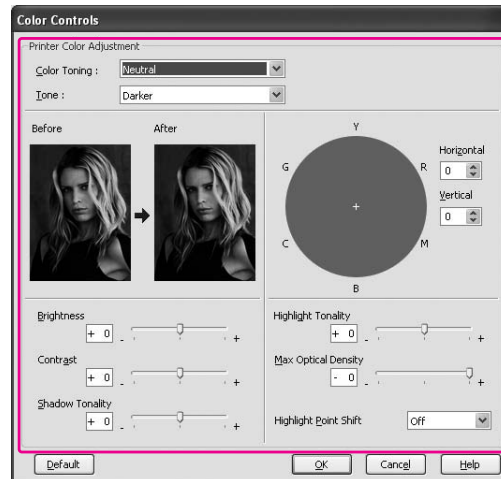 Color Controls
Printer Color Adjustment
Color Toning : Neutral
Tone : Darker
Before After
Y
G R
C M
B
Horizontal
0
Vertical
0
Brightness
+ 0 - +
Contrast
+ 0 - +
Shadow Tonality
+ 0 - +
Highlight Tonality
+ 0 - +
Max Optical Density
- 0 - +
Highlight Point Shift Off
Default OK Cancel Help